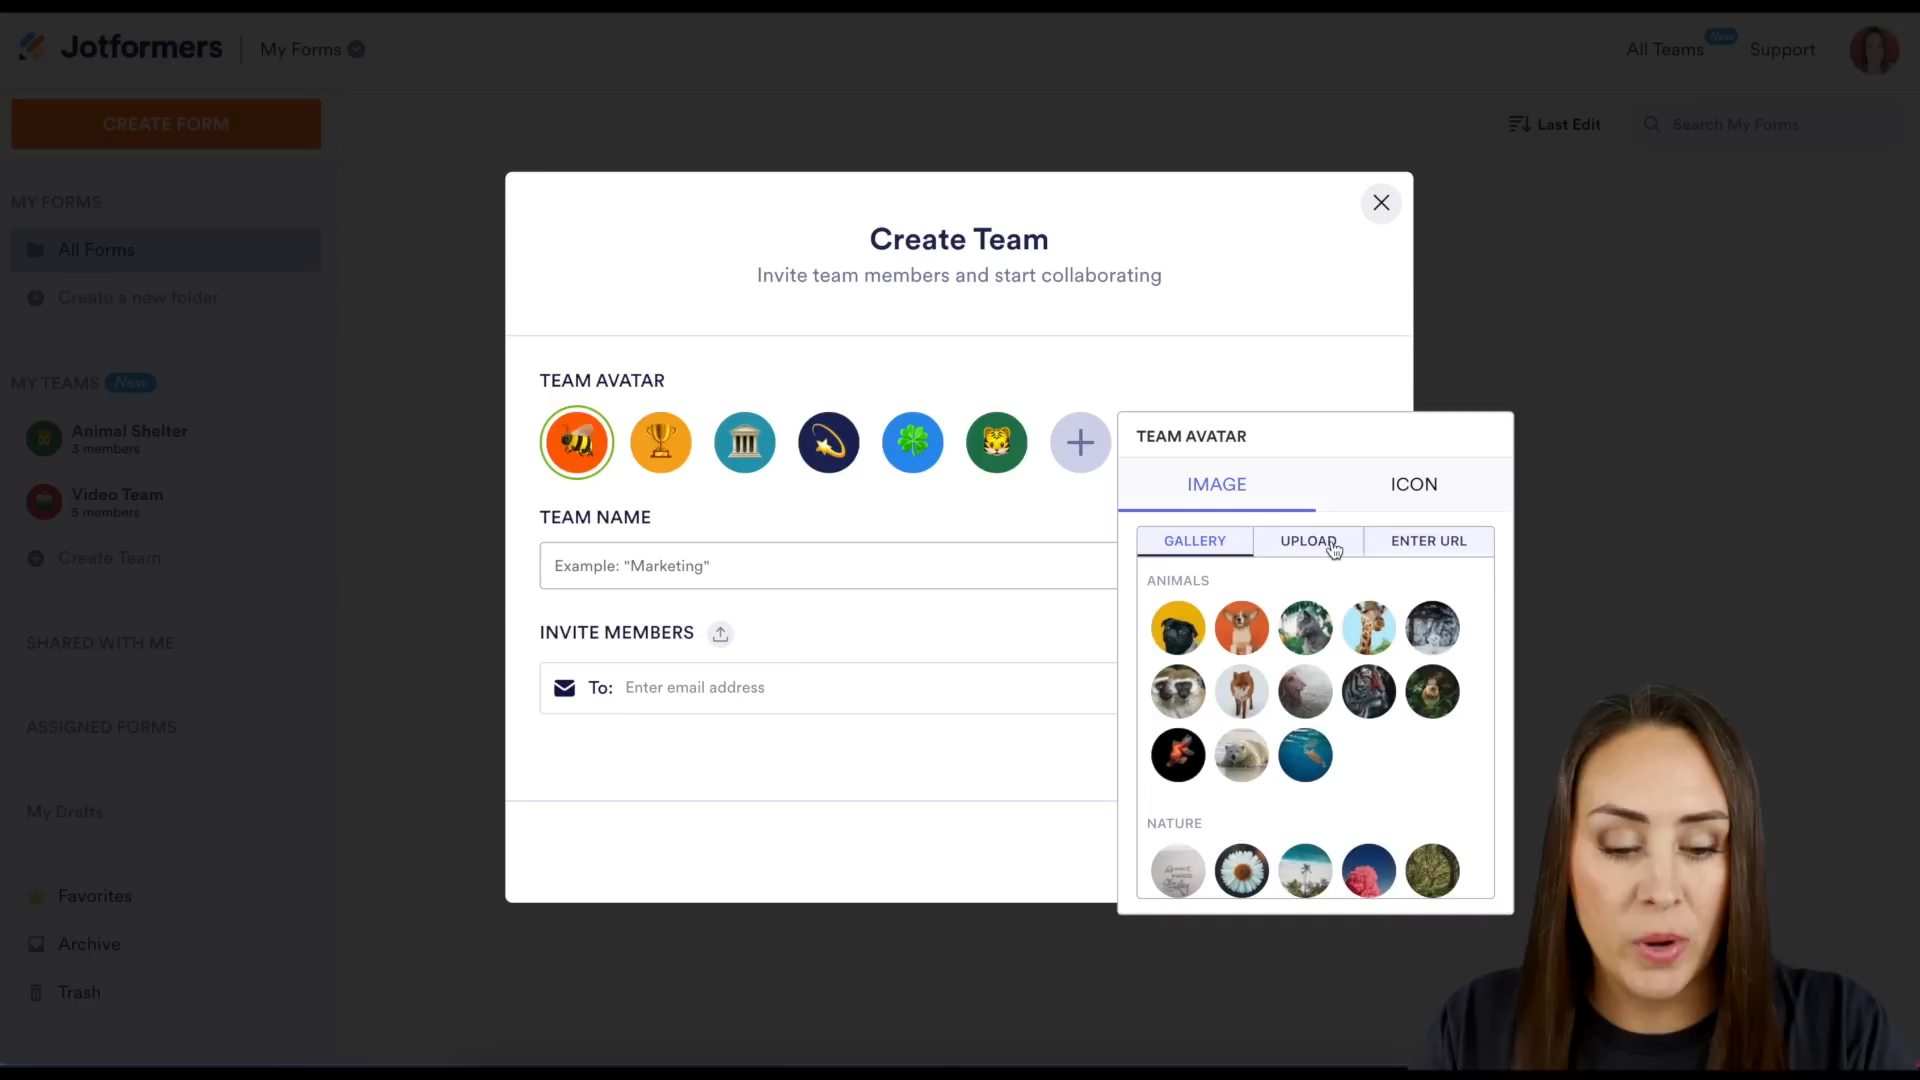 Jotformers
My Forms
All Teams
New
Support
CREATE FORM
Last Edit
Search My Forms
MY FORMS
All Forms
Create a new folder
MY TEAMS New
Animal Shelter
3 members
Video Team
5 members
Create Team
SHARED WITH ME
ASSIGNED FORMS
My Drafts
Favorites
Archive
Trash
Create Team
Invite team members and start collaborating
TEAM AVATAR
TEAM NAME
Example: "Marketing"
INVITE MEMBERS
To: Enter email address
TEAM AVATAR
IMAGE
ICON
GALLERY
UPLOAD
ENTER URL
ANIMALS
NATURE